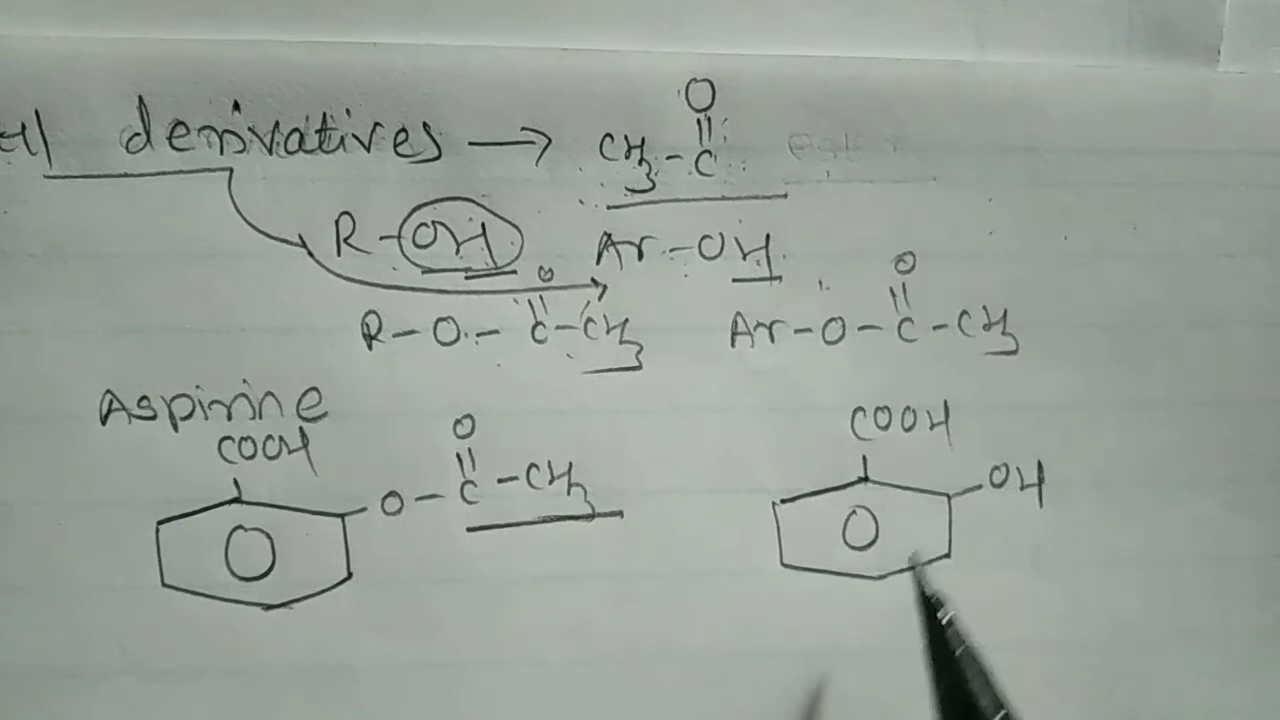 derivatives → CH3-C
O
R-OH Ar-OH
O O
R-O-C-CH3 Ar-O-C-CH3
Aspirine
COOH O COOH
O-C-CH3 OH